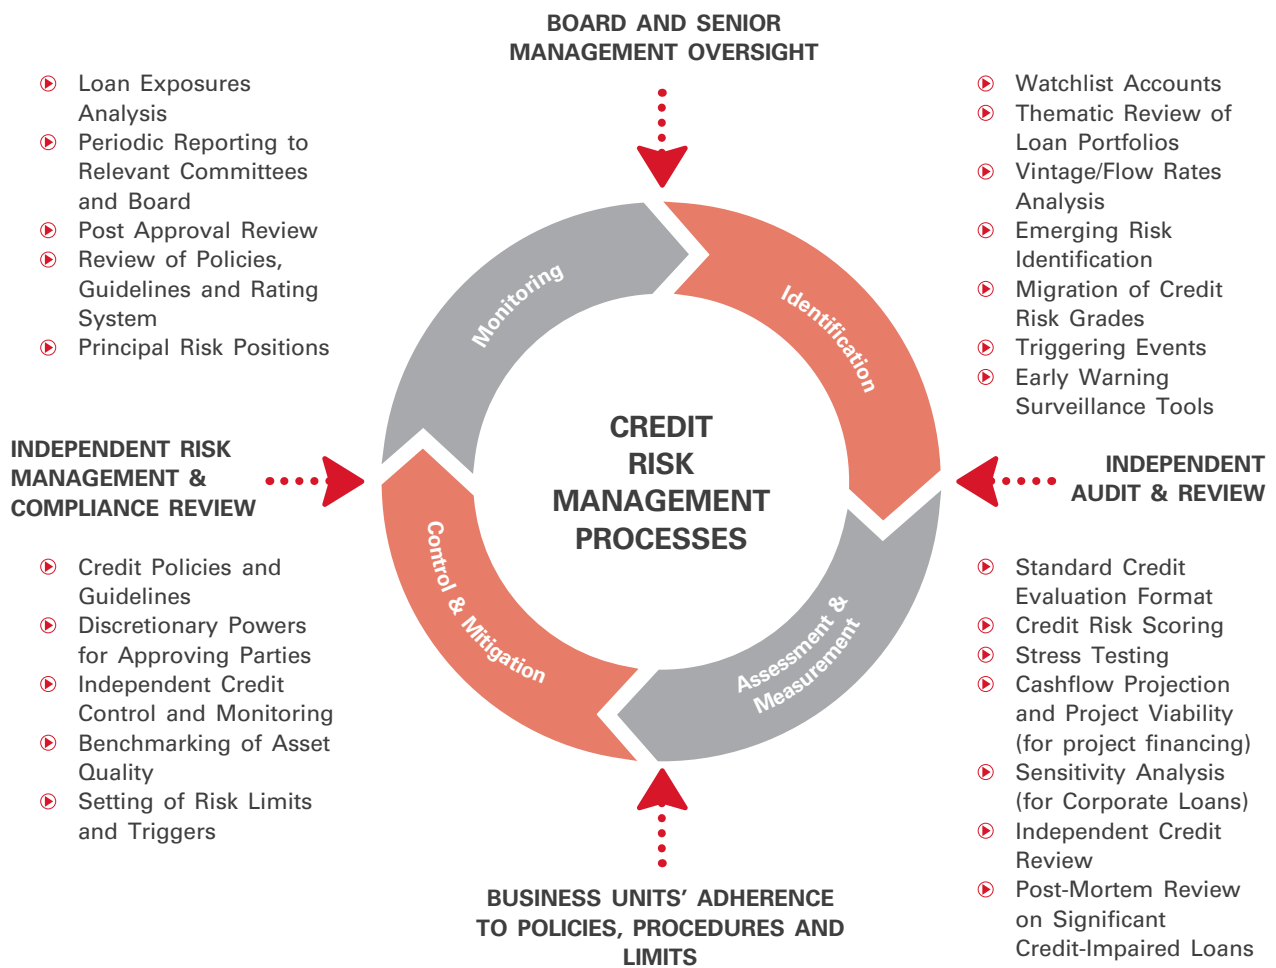 BOARD AND SENIOR
MANAGEMENT OVERSIGHT
Loan Exposures
Analysis
Periodic Reporting to
Relevant Committees
and Board
Post Approval Review
Review of Policies,
Guidelines and Rating
System
Principal Risk Positions
Watchlist Accounts
Thematic Review of
Loan Portfolios
Vintage/Flow Rates
Analysis
Emerging Risk
Identification
Migration of Credit
Risk Grades
Triggering Events
Early Warning
Surveillance Tools
Monitoring
Identification
CREDIT
RISK
MANAGEMENT
PROCESSES
INDEPENDENT RISK
MANAGEMENT &
COMPLIANCE REVIEW
INDEPENDENT
AUDIT & REVIEW
Control & Mitigation
Assessment &
Measurement
Credit Policies and
Guidelines
Discretionary Powers
for Approving Parties
Independent Credit
Control and Monitoring
Benchmarking of Asset
Quality
Setting of Risk Limits
and Triggers
Standard Credit
Evaluation Format
Credit Risk Scoring
Stress Testing
Cashflow Projection
and Project Viability
(for project financing)
Sensitivity Analysis
(for Corporate Loans)
Independent Credit
Review
Post-Mortem Review
on Significant
Credit-Impaired Loans
BUSINESS UNITS’ ADHERENCE
TO POLICIES, PROCEDURES AND
LIMITS